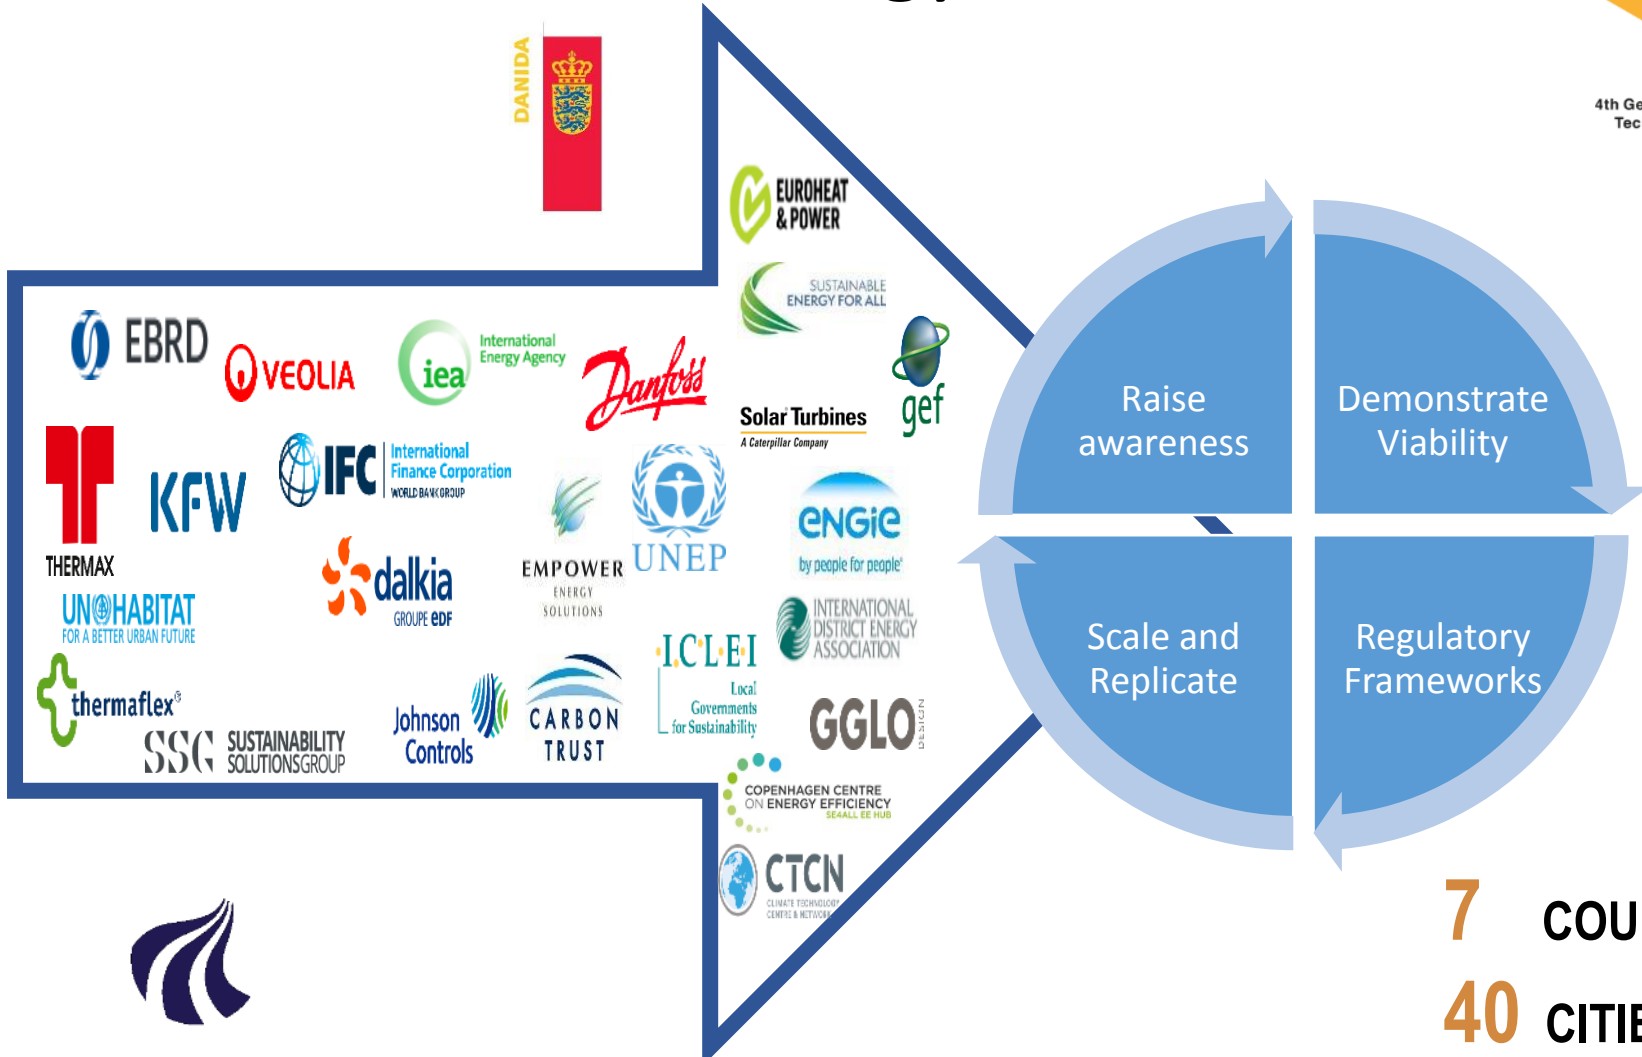 DANIDA
4th Ge
Tec
EUROHEAT
& POWER
SUSTAINABLE
ENERGY FOR ALL
EBRD
VEOLIA
iea
International
Energy Agency
Danfoss
gef
Solar Turbines
A Caterpillar Company
THERMAX
KFW
IFC
International
Finance Corporation
WORLD BANK GROUP
EMPOWER
ENERGY
SOLUTIONS
UNEP
ENGIE
by people for people
UN HABITAT
FOR A BETTER URBAN FUTURE
dalkia
GROUPE EDF
INTERNATIONAL
DISTRICT ENERGY
ASSOCIATION
thermaflex®
SSG SUSTAINABILITY
SOLUTIONSGROUP
Johnson
Controls
CARBON
TRUST
I.C.L.E.I
Local
Governments
for Sustainability
GGLO
DESIGN
COPENHAGEN CENTRE
ON ENERGY EFFICIENCY
SE4ALL EE HUB
CTCN
CLIMATE TECHNOLOGY
CENTRE & NETWORK
Raise
awareness
Demonstrate
Viability
Scale and
Replicate
Regulatory
Frameworks
7 COU
40 CITIE